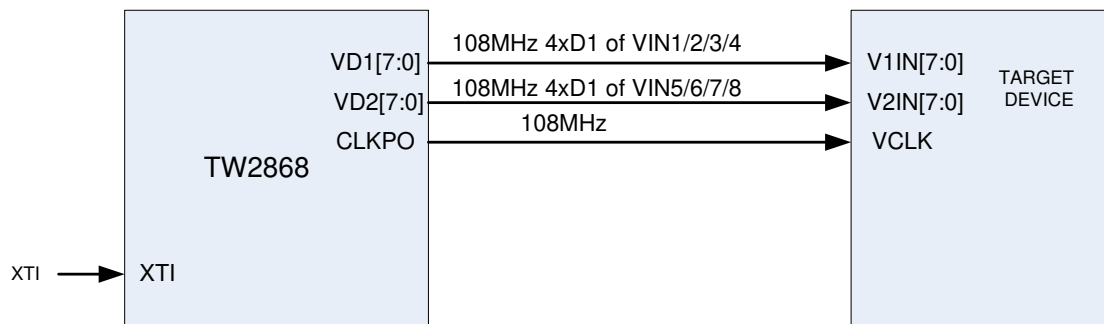 108MHz 4xD1 of VIN1/2/3/4
VD1[7:0]
V1IN[7:0]
TARGET
DEVICE
108MHz 4xD1 of VIN5/6/7/8
VD2[7:0]
V2IN[7:0]
108MHz
CLKPO
VCLK
TW2868
XTI
XTI